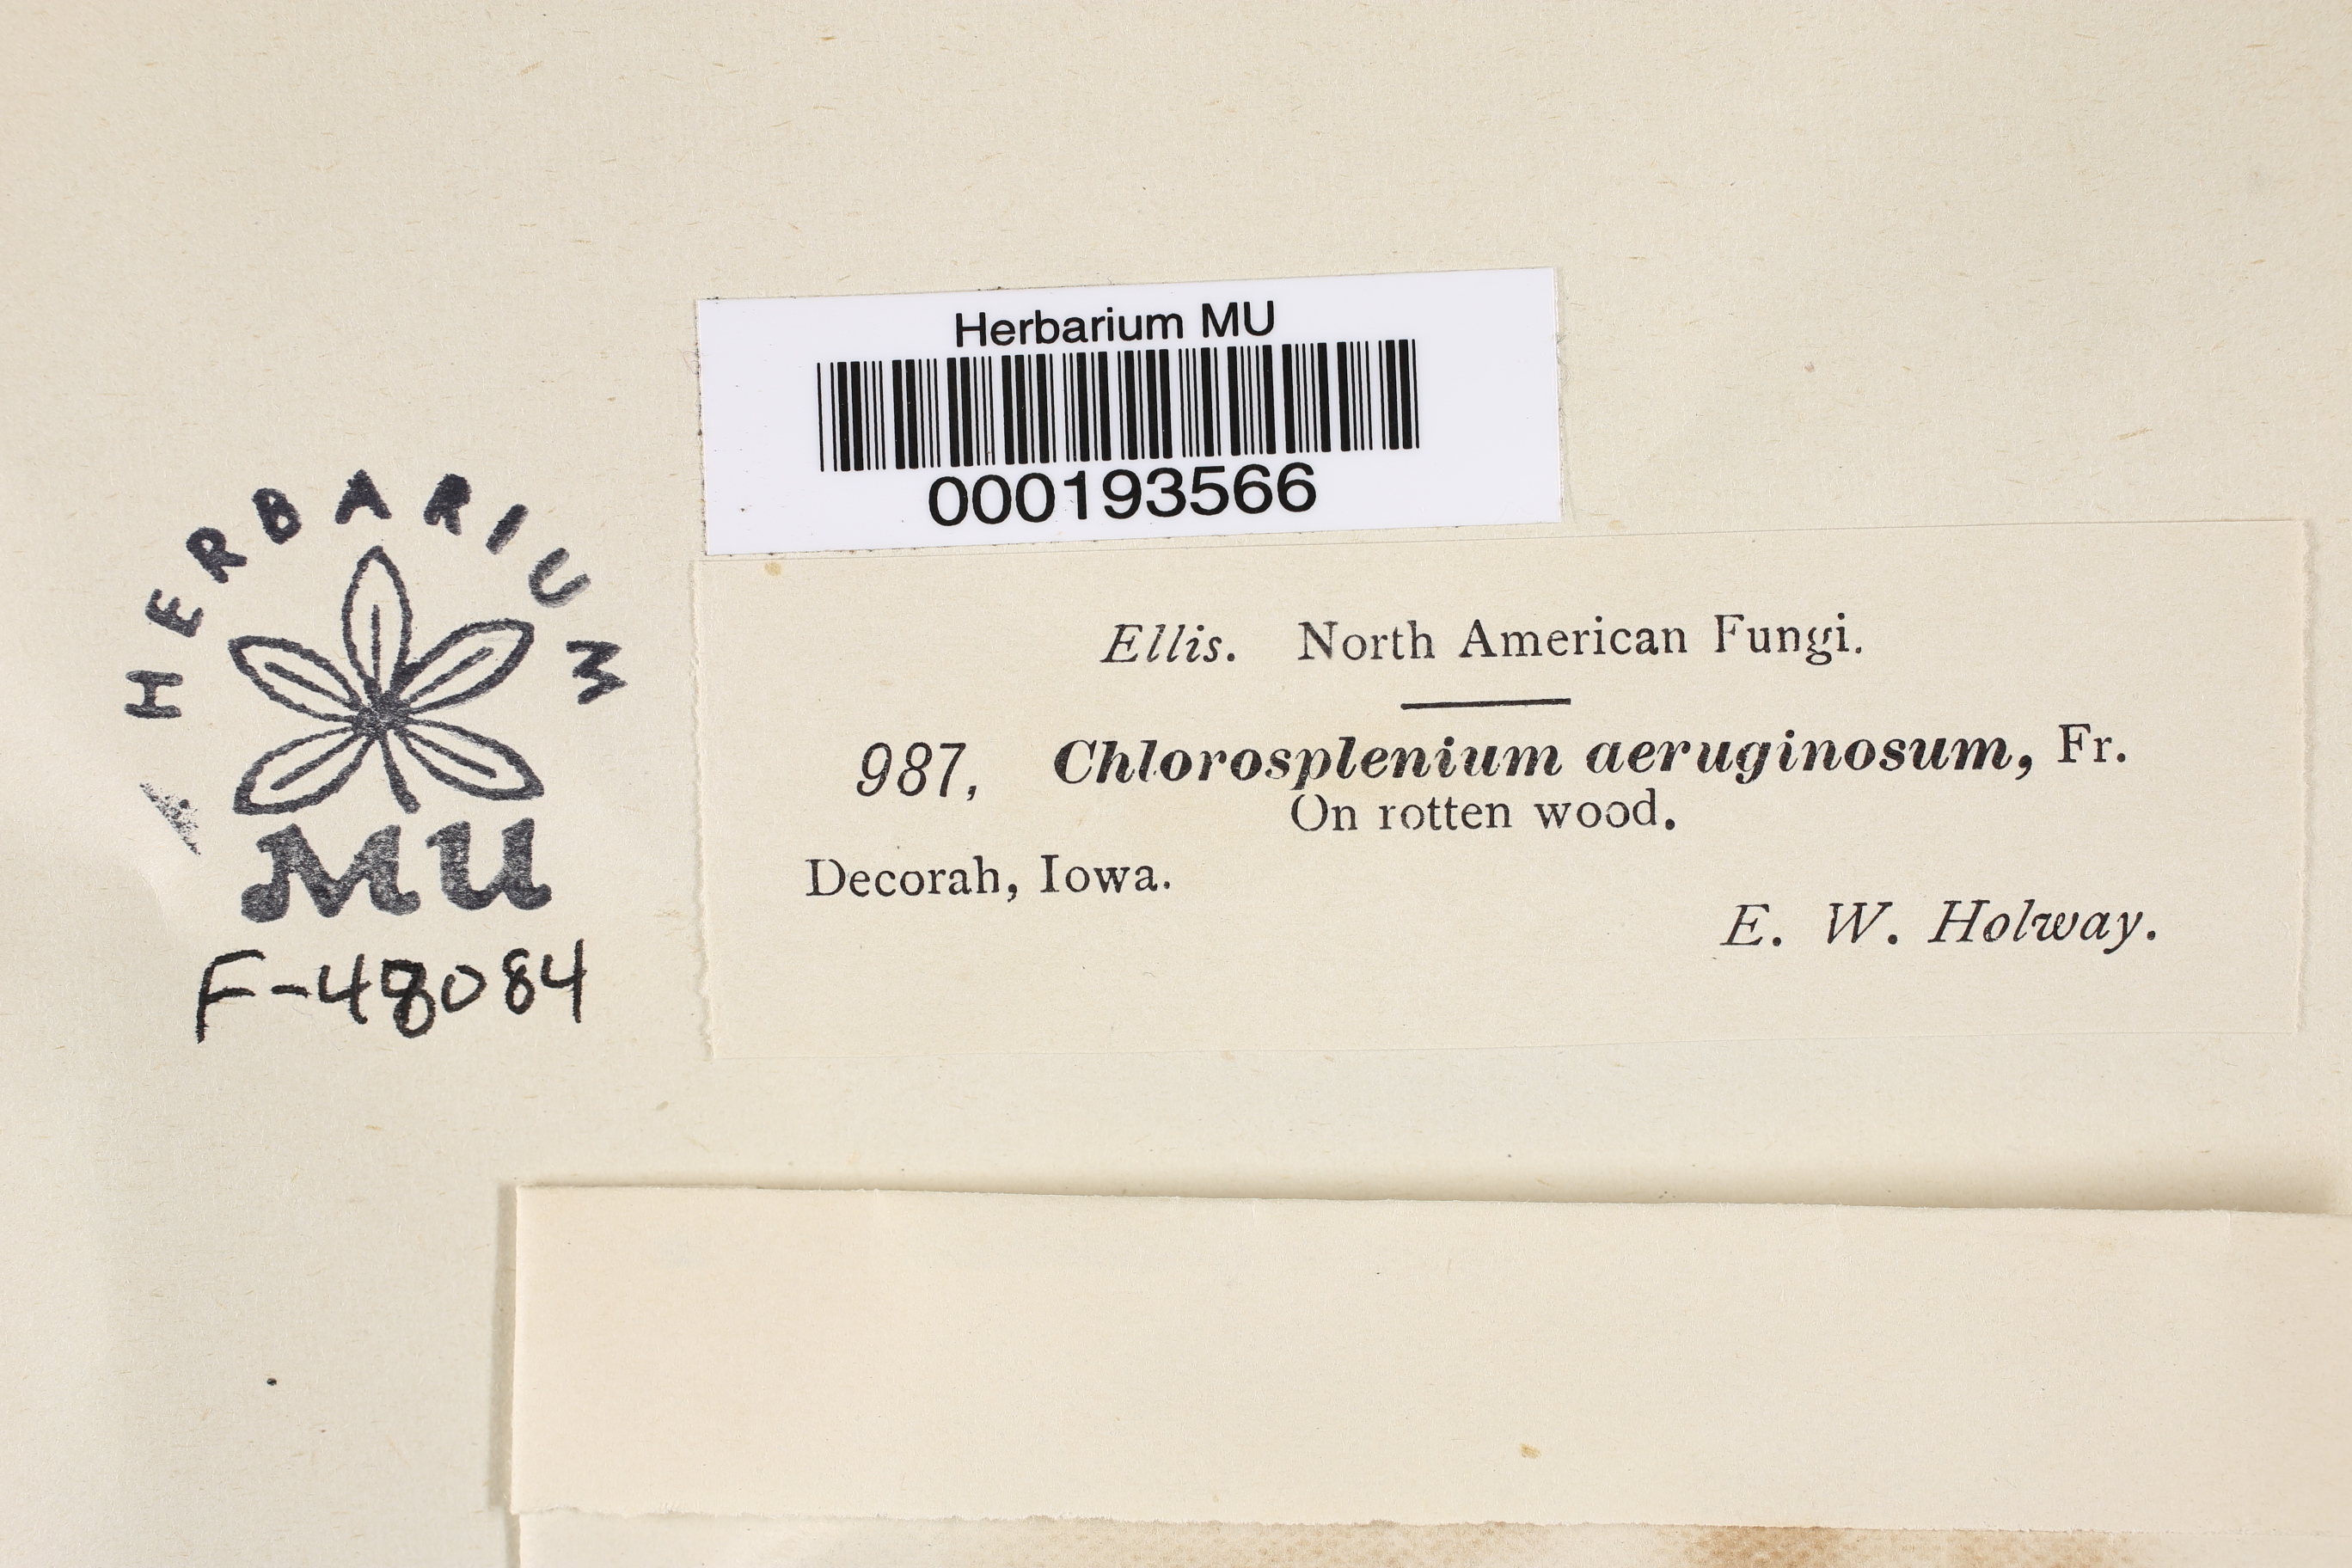 Herbarium MU
000193566
HERBARIUM
MU
F-48084
Ellis. North American Fungi.
987, Chlorosplenium aeruginosum, Fr.
On rotten wood.
Decorah, Iowa.
E. W. Holway.